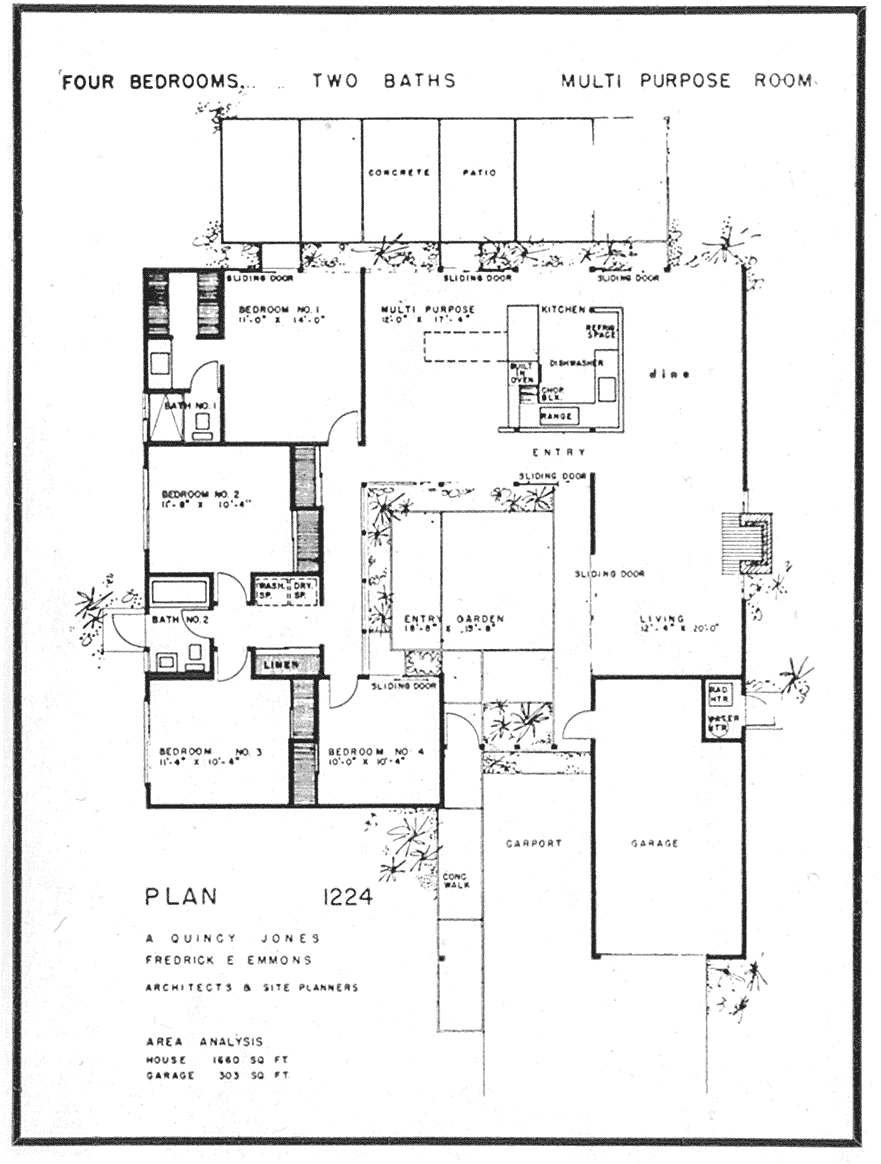 FOUR BEDROOMS, TWO BATHS MULTI PURPOSE ROOM
CONCRETE PATIO
SLIDING DOOR
SLIDING DOOR
SLIDING DOOR
BEDROOM NO. 1
11'-0" X 14'-0"
MULTI PURPOSE
12'-0" X 17'-4"
KITCHEN
REFRIG
SPACE
DISHWASHER
BUILT
IN
OVEN
CHOP.
BLK.
RANGE
dine
BATH NO. 1
ENTRY
SLIDING DOOR
BEDROOM NO. 2
11'-8" X 10'-4"
WASH.
SP.
DRY.
SP.
SLIDING DOOR
BATH NO. 2
ENTRY GARDEN
18'-8" X 19'-8"
LIVING
12'-4" X 20'-0"
LINEN
SLIDING DOOR
RAD
HTR.
WATER
HTR.
BEDROOM NO. 3
11'-4" X 10'-4"
BEDROOM NO. 4
10'-0" X 10'-4"
CARPORT
GARAGE
CONC
WALK
PLAN 1224
A QUINCY JONES
FREDRICK E EMMONS
ARCHITECTS & SITE PLANNERS
AREA ANALYSIS
HOUSE 1660 SQ FT.
GARAGE 303 SQ FT.